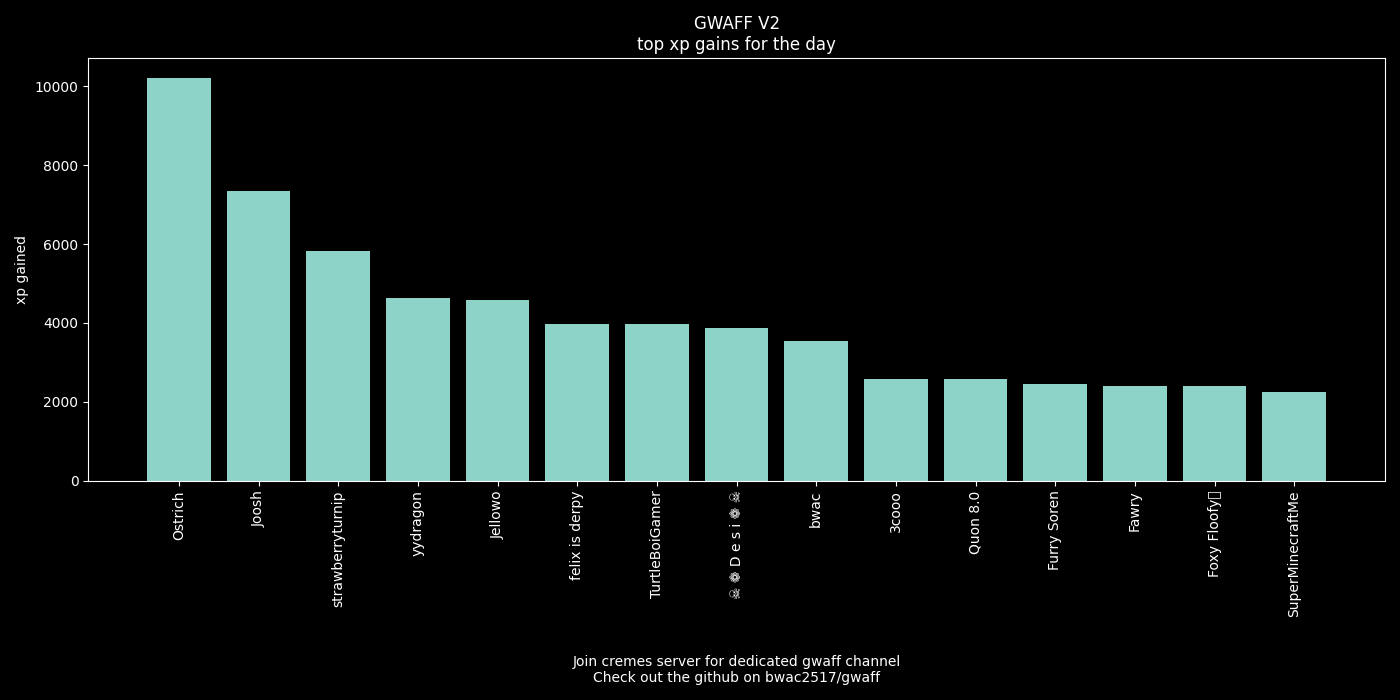 GWAFF V2
top xp gains for the day
xp gained
10000
8000
6000
4000
2000
0
Ostrich
Joosh
strawberryturnip
yydragon
Jellowo
felix is derpy
TurtleBoiGamer
☠ ❁ D e s i ❁ ☠
bwac
3cooo
Quon 8.0
Furry Soren
Fawry
Foxy Floofy
SuperMinecraftMe
Join cremes server for dedicated gwaff channel
Check out the github on bwac2517/gwaff